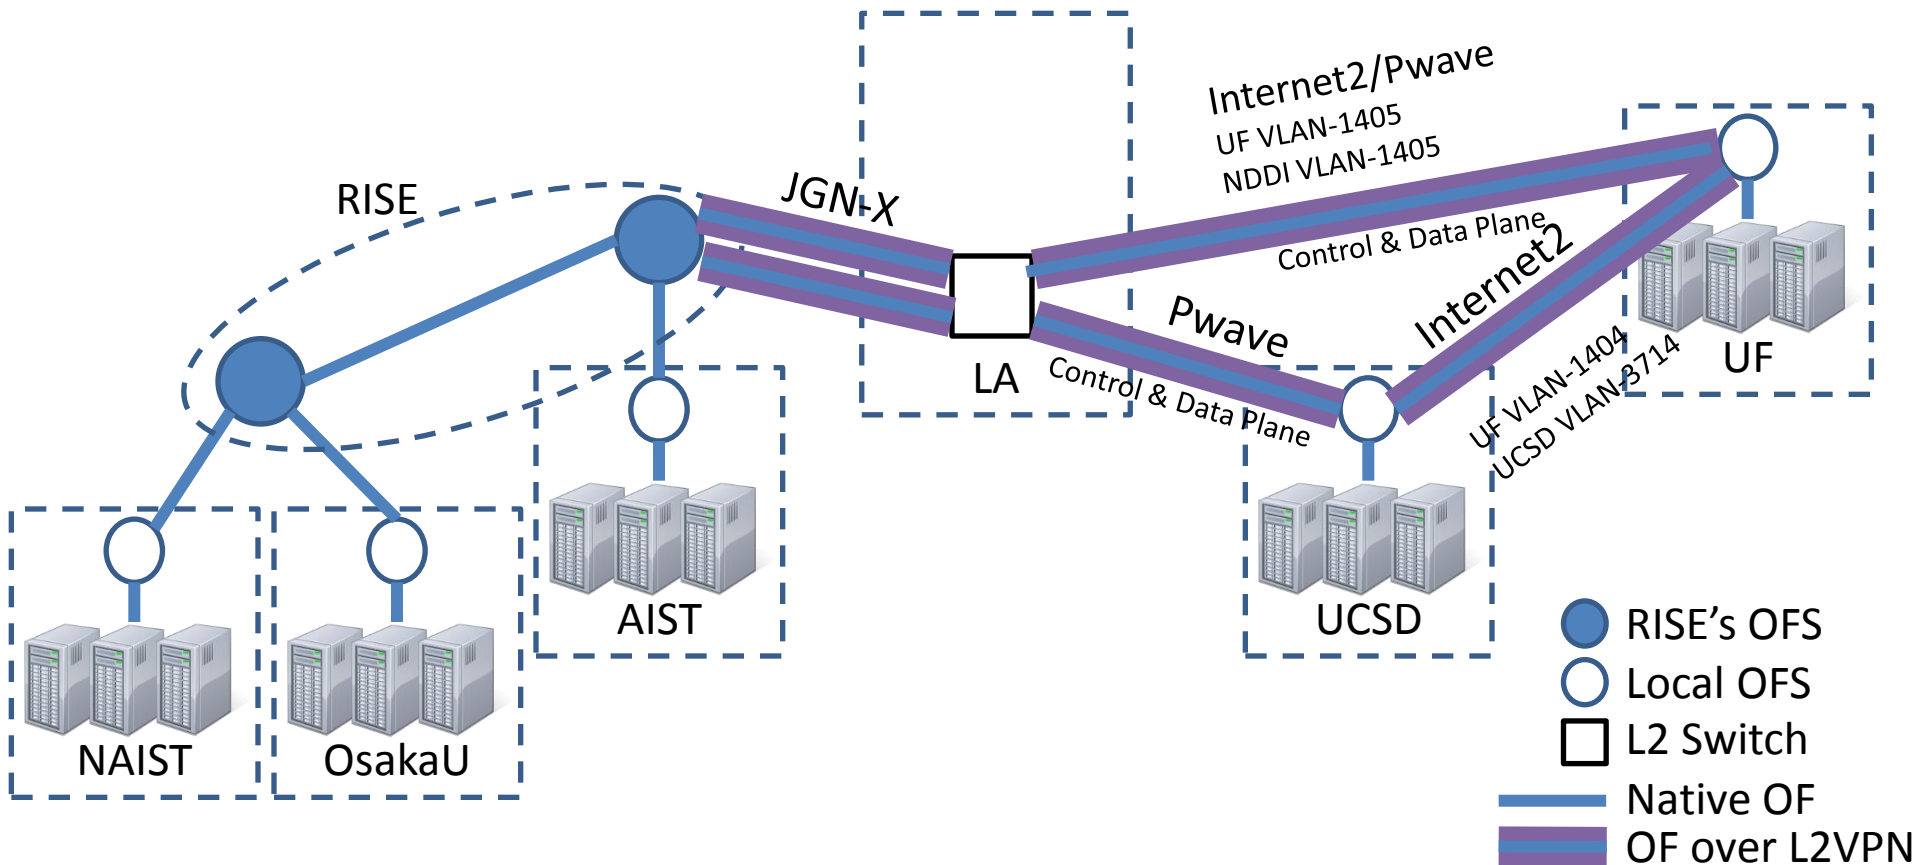 RISE
JGN-X
Internet2/Pwave
UF VLAN-1405
NDDI VLAN-1405
Control & Data Plane
Internet2
UF VLAN-1404
UCSD VLAN-3714
Pwave
Control & Data Plane
LA
UF
AIST
UCSD
NAIST
OsakaU
RISE's OFS
Local OFS
L2 Switch
Native OF
OF over L2VPN